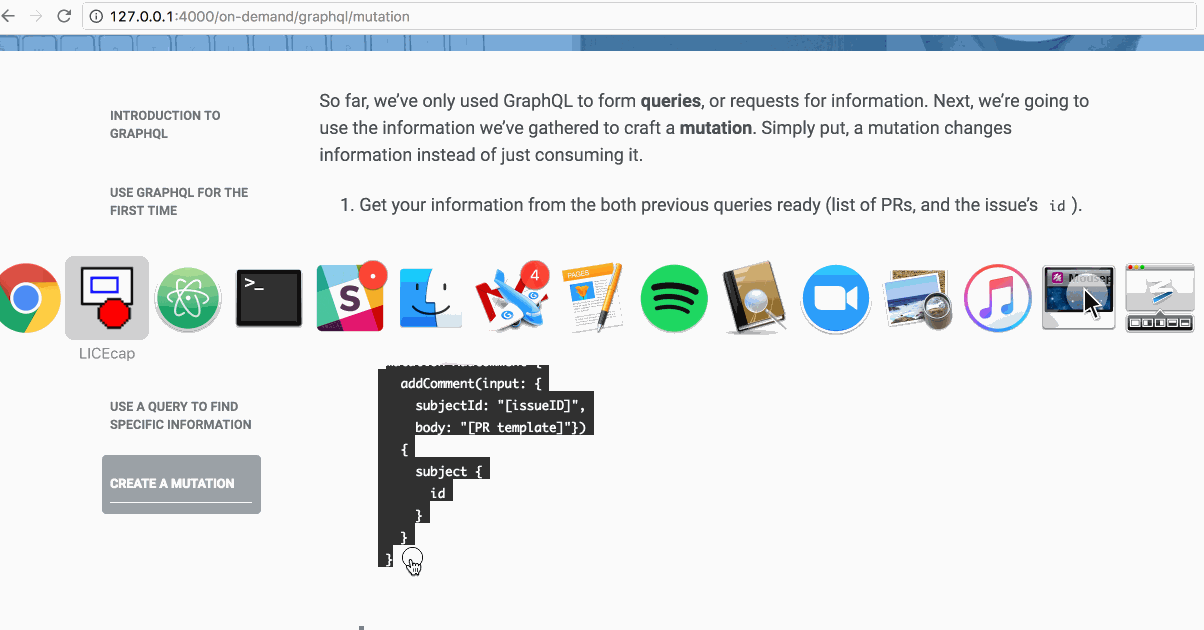 127.0.0.1:4000/on-demand/graphql/mutation
INTRODUCTION TO
GRAPHQL
USE GRAPHQL FOR THE
FIRST TIME
So far, we’ve only used GraphQL to form queries, or requests for information. Next, we’re going to
use the information we’ve gathered to craft a mutation. Simply put, a mutation changes
information instead of just consuming it.
1. Get your information from the both previous queries ready (list of PRs, and the issue’s id ).
>_
S
4
PAGES
LICEcap
USE A QUERY TO FIND
SPECIFIC INFORMATION
CREATE A MUTATION
addComment(input: {
subjectId: "[issueID]",
body: "[PR template]"})
{
subject {
id
}
}
}